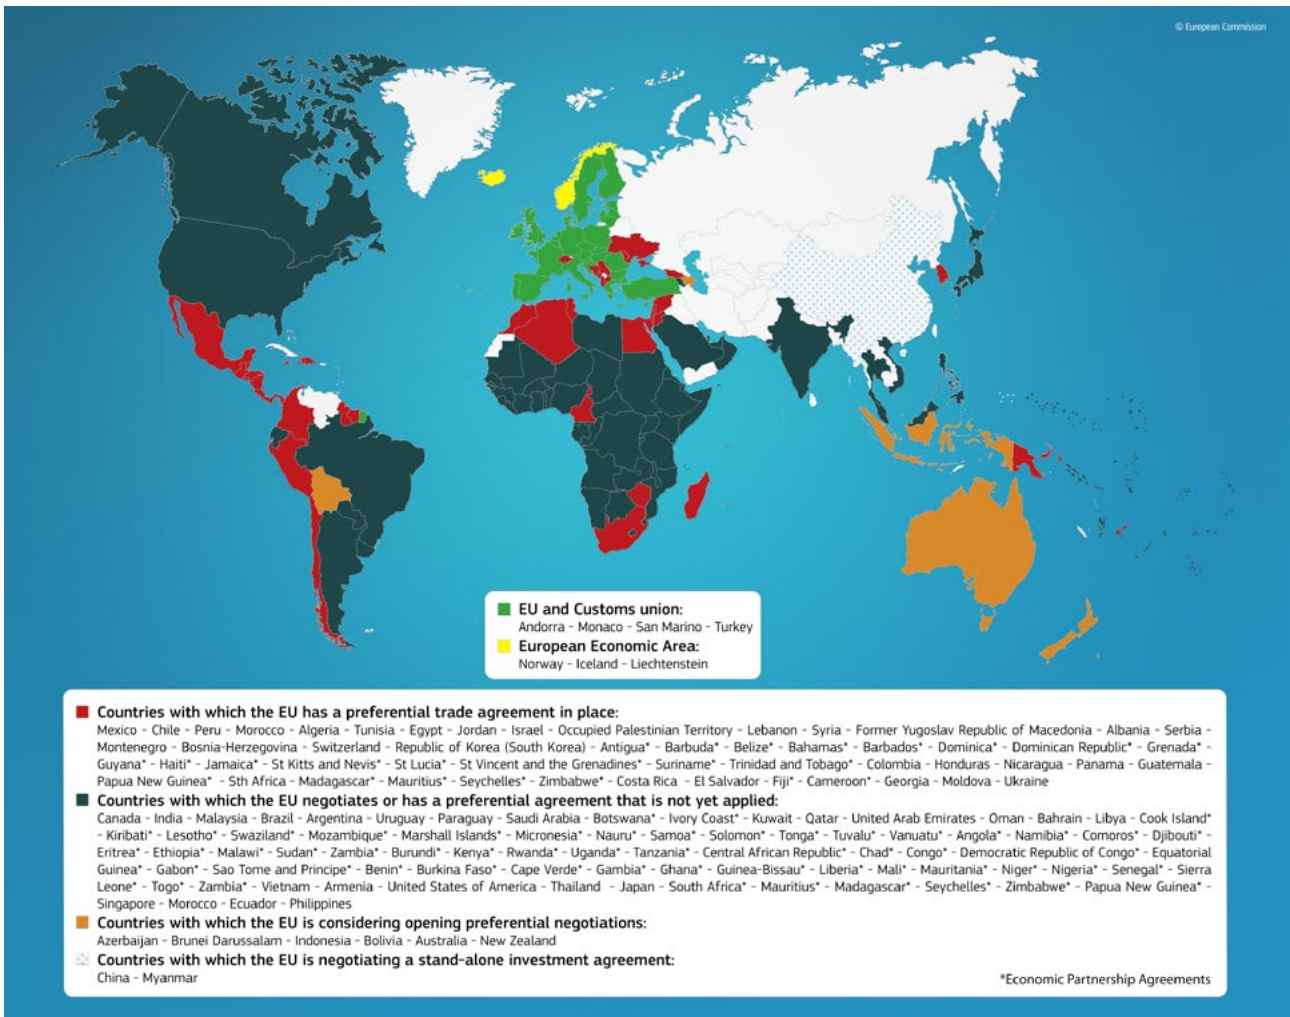 © European Commission
EU and Customs union:
Andorra - Monaco - San Marino - Turkey
European Economic Area:
Norway - Iceland - Liechtenstein
Countries with which the EU has a preferential trade agreement in place:
Mexico - Chile - Peru - Morocco - Algeria - Tunisia - Egypt - Jordan - Israel - Occupied Palestinian Territory - Lebanon - Syria - Former Yugoslav Republic of Macedonia - Albania - Serbia -
Montenegro - Bosnia-Herzegovina - Switzerland - Republic of Korea (South Korea) - Antigua* - Barbuda* - Belize* - Bahamas* - Barbados* - Dominica* - Dominican Republic* - Grenada* -
Guyana* - Haiti* - Jamaica* - St Kitts and Nevis* - St Lucia* - St Vincent and the Grenadines* - Suriname* - Trinidad and Tobago* - Colombia - Honduras - Nicaragua - Panama - Guatemala -
Papua New Guinea* - Sth Africa - Madagascar* - Mauritius* - Seychelles* - Zimbabwe* - Costa Rica - El Salvador - Fiji* - Cameroon* - Georgia - Moldova - Ukraine
Countries with which the EU negotiates or has a preferential agreement that is not yet applied:
Canada - India - Malaysia - Brazil - Argentina - Uruguay - Paraguay - Saudi Arabia - Botswana* - Ivory Coast* - Kuwait - Qatar - United Arab Emirates - Oman - Bahrain - Libya - Cook Island*
- Kiribati* - Lesotho* - Swaziland* - Mozambique* - Marshall Islands* - Micronesia* - Nauru* - Samoa* - Solomon* - Tonga* - Tuvalu* - Vanuatu* - Angola* - Namibia* - Comoros* - Djibouti* -
Eritrea* - Ethiopia* - Malawi* - Sudan* - Zambia* - Burundi* - Kenya* - Rwanda* - Uganda* - Tanzania* - Central African Republic* - Chad* - Congo* - Democratic Republic of Congo* - Equatorial
Guinea* - Gabon* - Sao Tome and Principe* - Benin* - Burkina Faso* - Cape Verde* - Gambia* - Ghana* - Guinea-Bissau* - Liberia* - Mali* - Mauritania* - Niger* - Nigeria* - Senegal* - Sierra
Leone* - Togo* - Zambia* - Vietnam - Armenia - United States of America - Thailand - Japan - South Africa* - Mauritius* - Madagascar* - Seychelles* - Zimbabwe* - Papua New Guinea* -
Singapore - Morocco - Ecuador - Philippines
Countries with which the EU is considering opening preferential negotiations:
Azerbaijan - Brunei Darussalam - Indonesia - Bolivia - Australia - New Zealand
Countries with which the EU is negotiating a stand-alone investment agreement:
China - Myanmar
*Economic Partnership Agreements